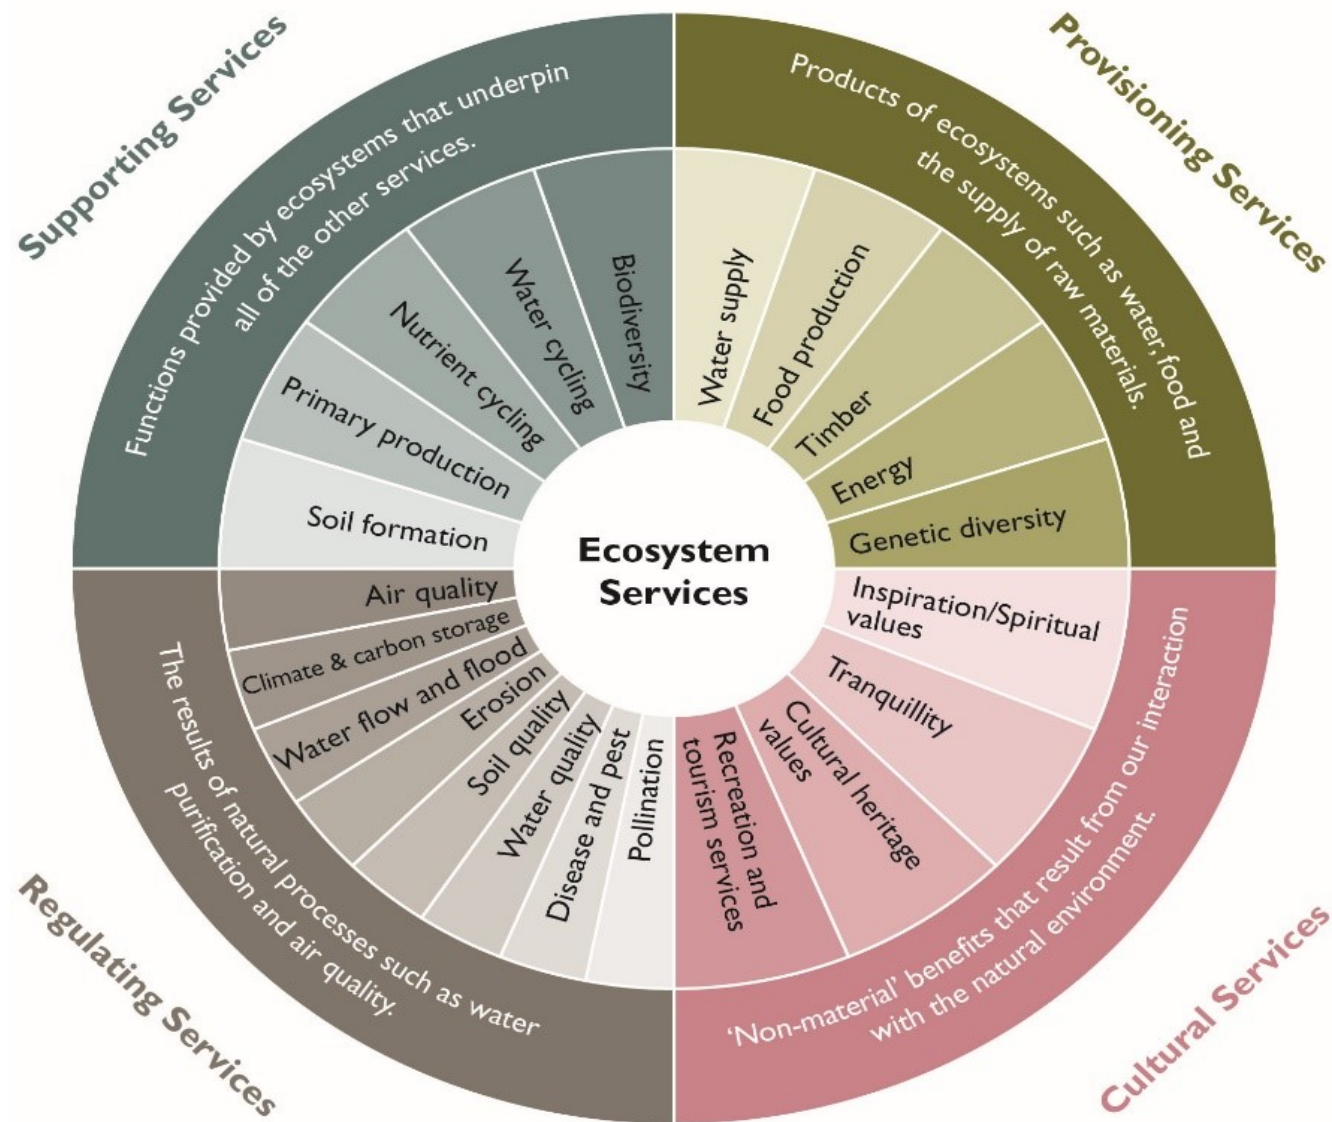 Supporting Services
Functions provided by ecosystems that underpin
all of the other services.
Biodiversity
Water cycling
Nutrient cycling
Primary production
Soil formation
Provisioning Services
Products of ecosystems such as water, food and
the supply of raw materials.
Water supply
Food production
Timber
Energy
Genetic diversity
Ecosystem
Services
Regulating Services
The results of natural processes such as water
purification and air quality.
Air quality
Climate & carbon storage
Water flow and flood
Erosion
Soil quality
Water quality
Disease and pest
Pollination
Cultural Services
‘Non-material’ benefits that result from our interaction
with the natural environment.
Inspiration/Spiritual
values
Tranquillity
Cultural heritage
values
Recreation and
tourism services